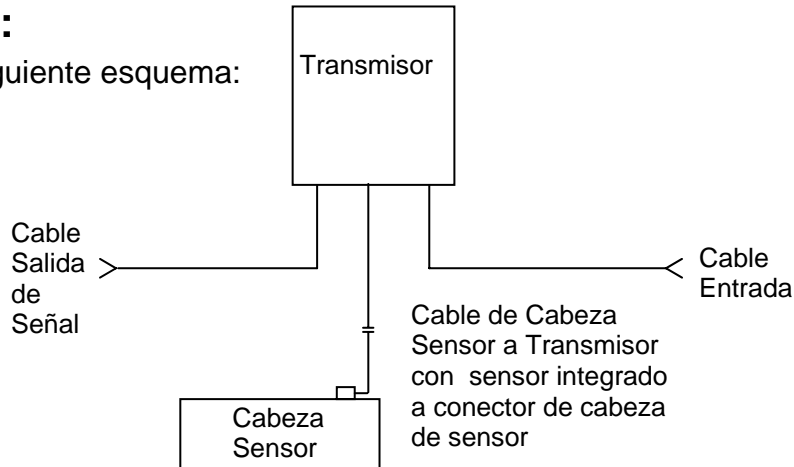 :
guiente esquema:
Transmisor
Cable
Salida
de
Señal
Cable
Entrada
Cable de Cabeza
Sensor a Transmisor
con  sensor integrado
a conector de cabeza
de sensor
Cabeza
Sensor